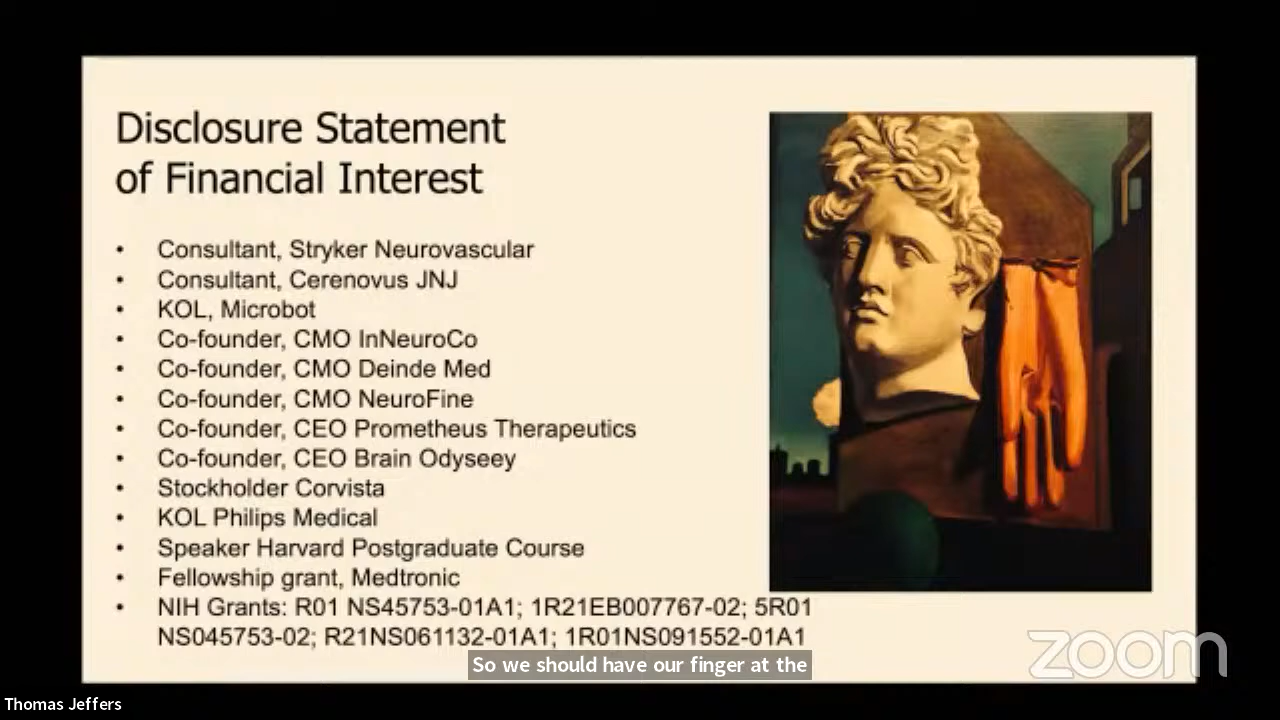 Disclosure Statement
of Financial Interest
• Consultant, Stryker Neurovascular
• Consultant, Cerenovus JNJ
• KOL, Microbot
• Co-founder, CMO InNeuroCo
• Co-founder, CMO Deinde Med
• Co-founder, CMO NeuroFine
• Co-founder, CEO Prometheus Therapeutics
• Co-founder, CEO Brain Odyseey
• Stockholder Corvista
• KOL Philips Medical
• Speaker Harvard Postgraduate Course
• Fellowship grant, Medtronic
• NIH Grants: R01 NS45753-01A1; 1R21EB007767-02; 5R01
NS045753-02; R21NS061132-01A1; 1R01NS091552-01A1
So we should have our finger at the
zoom
Thomas Jeffers